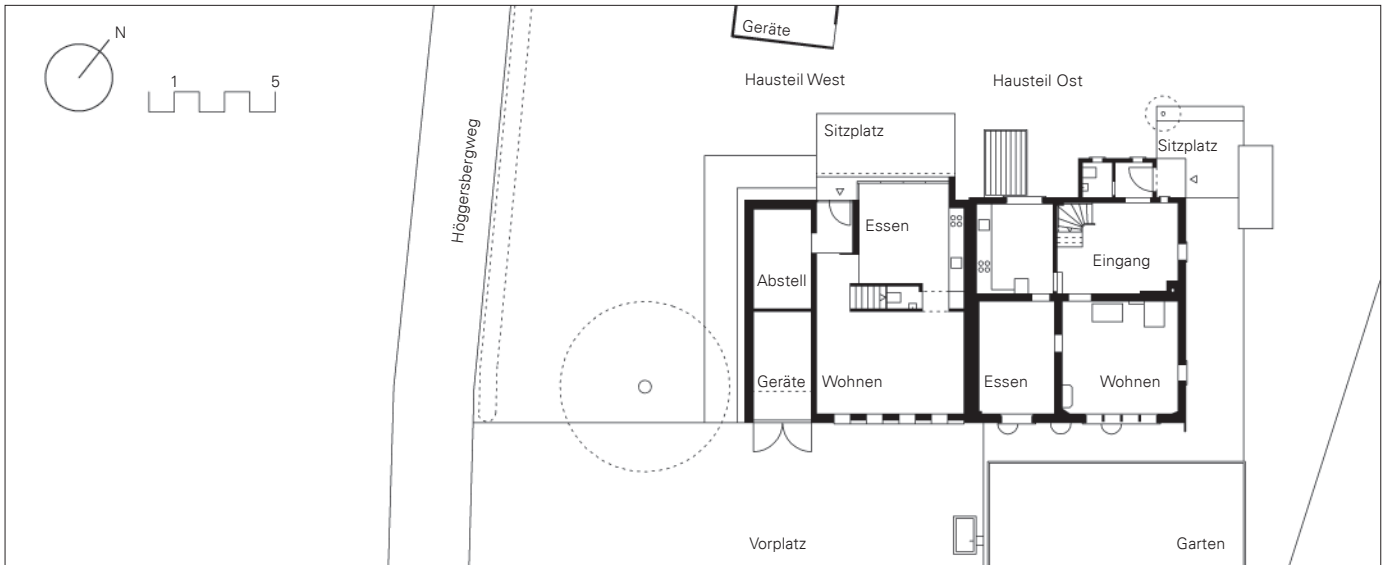 N
1 5
Höggersbergweg
Geräte
Hausteil West
Hausteil Ost
Sitzplatz
Sitzplatz
Essen
Eingang
Abstell
Geräte
Wohnen
Essen
Wohnen
Vorplatz
Garten